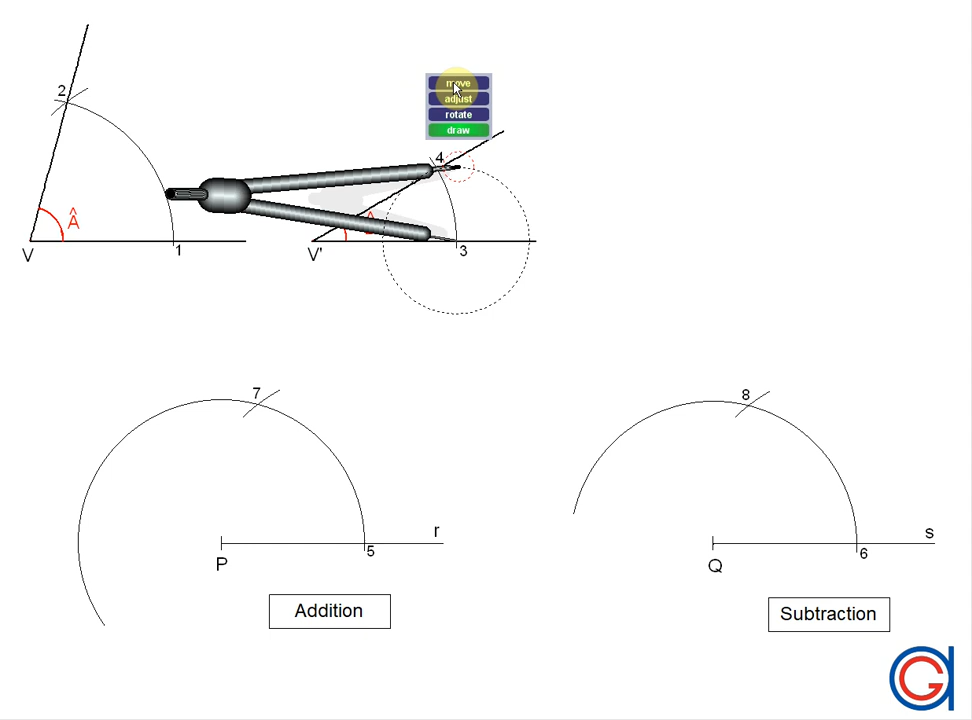 2
move
adjust
rotate
draw
4
Â
Â
V
1
V'
3
7
8
r
s
5
6
P
Q
Addition
Subtraction